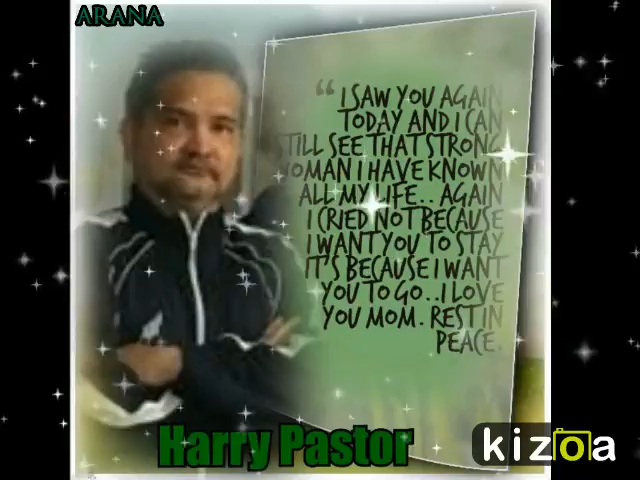 ARANA
“ I SAW YOU AGAIN
TODAY AND I CAN
STILL SEE THAT STRONG
WOMAN I HAVE KNOWN
ALL MY LIFE.. AGAIN
I CRIED NOT BECAUSE
I WANT YOU TO STAY
IT'S BECAUSE I WANT
YOU TO GO..I LOVE
YOU MOM. REST IN
PEACE.
Harry Pastor
kizoa